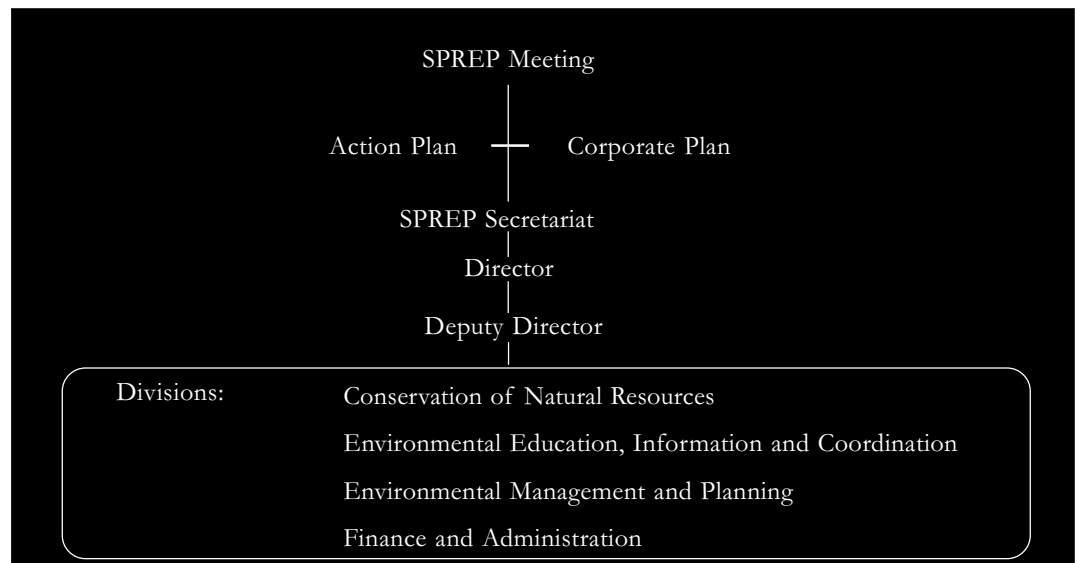 SPREP Meeting
Action Plan Corporate Plan
SPREP Secretariat
Director
Deputy Director
Divisions: Conservation of Natural Resources
Environmental Education, Information and Coordination
Environmental Management and Planning
Finance and Administration